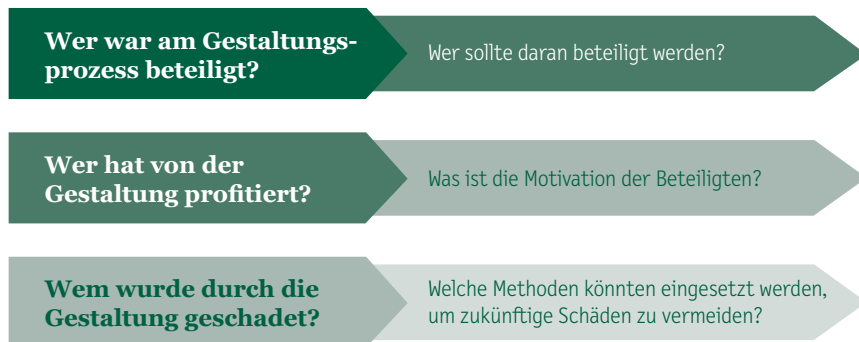 Wer war am Gestaltungs-
prozess beteiligt?
Wer sollte daran beteiligt werden?
Wer hat von der
Gestaltung profitiert?
Was ist die Motivation der Beteiligten?
Wem wurde durch die
Gestaltung geschadet?
Welche Methoden könnten eingesetzt werden,
um zukünftige Schäden zu vermeiden?